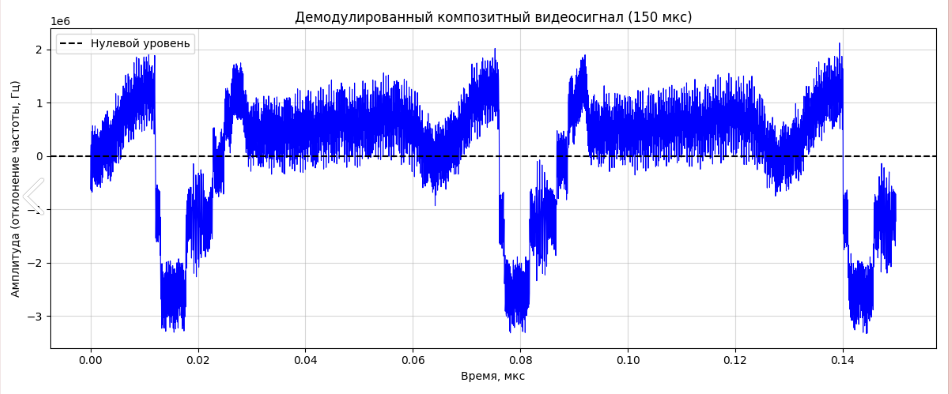 Демодулированный композитный видеосигнал (150 мкс)
1e6
Нулевой уровень
2
1
0
−1
−2
−3
Амплитуда (отклонение частоты, Гц)
0.00 0.02 0.04 0.06 0.08 0.10 0.12 0.14
Время, мкс